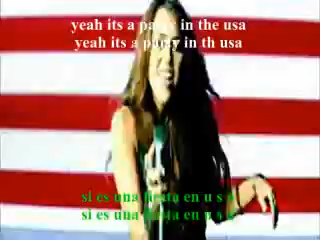 yeah its a party in the usa
yeah its a party in th usa
si es una fiesta en u s a
si es una fiesta en u s a